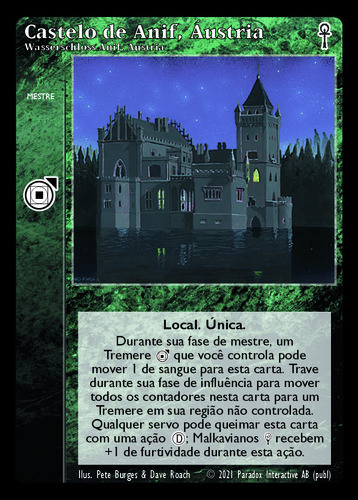 Castelo de Anif, Áustria
Wasserschloss Anif, Austria
MESTRE
Local. Única.
Durante sua fase de mestre, um
Tremere que você controla pode
mover 1 de sangue para esta carta. Trave
durante sua fase de influência para mover
todos os contadores nesta carta para um
Tremere em sua região não controlada.
Qualquer servo pode queimar esta carta
com uma ação Ⓓ; Malkavianos recebem
+1 de furtividade durante esta ação.
Ilus. Pete Burges & Dave Roach © 2021 Paradox Interactive AB (publ)